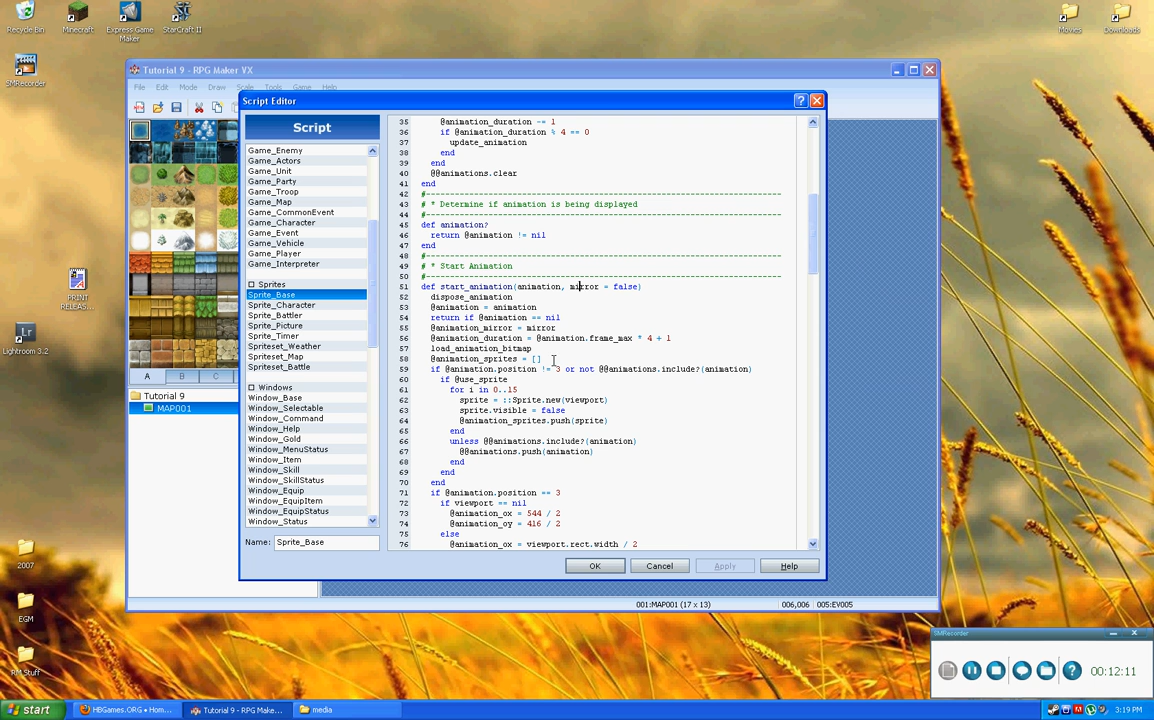 Recycle Bin
Minecraft
Express Game Maker
StarCraft II
Movies
Downloads
SMRecorder
PRINT RELEAS...
Lightroom 3.2
2007
EGM
RM Stuff
Tutorial 9 - RPG Maker VX
File Edit Mode Draw Scale Tools Game Help
A B C
Tutorial 9
MAP001
Script Editor
Script
Game_Enemy
Game_Actors
Game_Unit
Game_Party
Game_Troop
Game_Map
Game_CommonEvent
Game_Character
Game_Event
Game_Vehicle
Game_Player
Game_Interpreter
Sprites
Sprite_Base
Sprite_Character
Sprite_Battler
Sprite_Picture
Sprite_Timer
Spriteset_Weather
Spriteset_Map
Spriteset_Battle
Windows
Window_Base
Window_Selectable
Window_Command
Window_Help
Window_Gold
Window_MenuStatus
Window_Item
Window_Skill
Window_SkillStatus
Window_Equip
Window_EquipItem
Window_EquipStatus
Window_Status
Name: Sprite_Base
35 @animation_duration -= 1
36 if @animation_duration % 4 == 0
37 update_animation
38 end
39 end
40 @@animations.clear
41 end
42 #--------------------------------------------------------------------------
43 # * Determine if animation is being displayed
44 #--------------------------------------------------------------------------
45 def animation?
46 return @animation != nil
47 end
48 #--------------------------------------------------------------------------
49 # * Start Animation
50 #--------------------------------------------------------------------------
51 def start_animation(animation, mirror = false)
52 dispose_animation
53 @animation = animation
54 return if @animation == nil
55 @animation_mirror = mirror
56 @animation_duration = @animation.frame_max * 4 + 1
57 load_animation_bitmap
58 @animation_sprites = []
59 if @animation.position != 3 or not @@animations.include?(animation)
60 if @use_sprite
61 for i in 0..15
62 sprite = ::Sprite.new(viewport)
63 sprite.visible = false
64 @animation_sprites.push(sprite)
65 end
66 unless @@animations.include?(animation)
67 @@animations.push(animation)
68 end
69 end
70 end
71 if @animation.position == 3
72 if viewport == nil
73 @animation_ox = 544 / 2
74 @animation_oy = 416 / 2
75 else
76 @animation_ox = viewport.rect.width / 2
OK Cancel Apply Help
001:MAP001 (17 x 13) 006,006 005:EV005
SMRecorder
00:12:11
start
HBGames.ORG • Hom...
Tutorial 9 - RPG Make...
media
3:19 PM